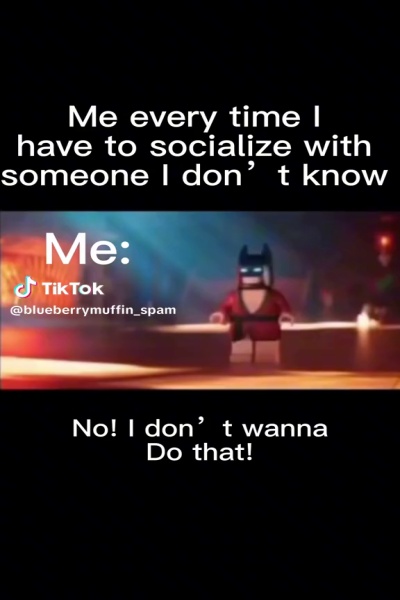 Me every time I
have to socialize with
someone I don’t know
Me:
TikTok
@blueberrymuffin_spam
No! I don’t wanna
Do that!